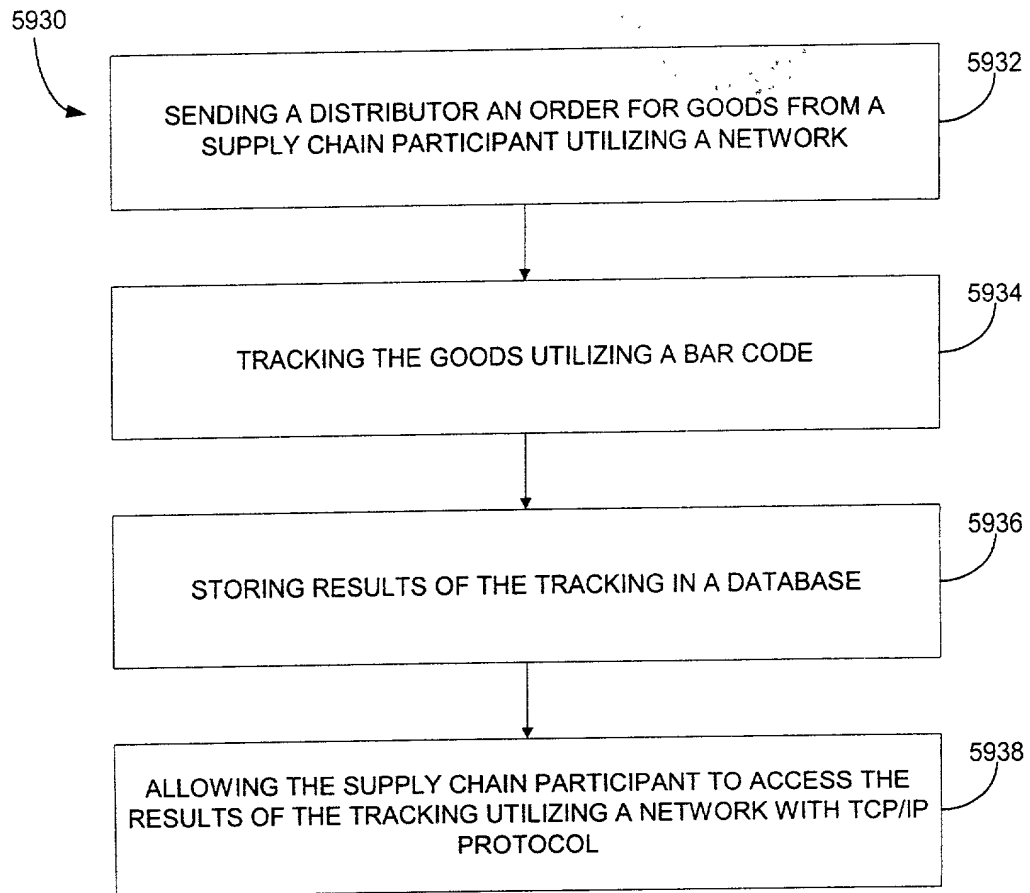 5930
5932
SENDING A DISTRIBUTOR AN ORDER FOR GOODS FROM A
SUPPLY CHAIN PARTICIPANT UTILIZING A NETWORK
5934
TRACKING THE GOODS UTILIZING A BAR CODE
5936
STORING RESULTS OF THE TRACKING IN A DATABASE
5938
ALLOWING THE SUPPLY CHAIN PARTICIPANT TO ACCESS THE
RESULTS OF THE TRACKING UTILIZING A NETWORK WITH TCP/IP
PROTOCOL